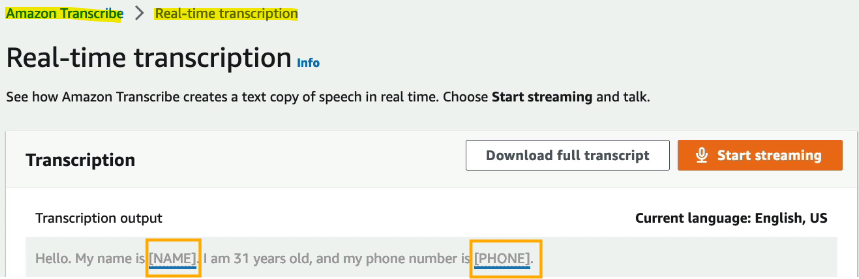 Amazon Transcribe > Real-time transcription
Real-time transcription Info
See how Amazon Transcribe creates a text copy of speech in real time. Choose Start streaming and talk.
Transcription
Download full transcript
Start streaming
Transcription output
Current language: English, US
Hello. My name is [NAME]. I am 31 years old, and my phone number is [PHONE].